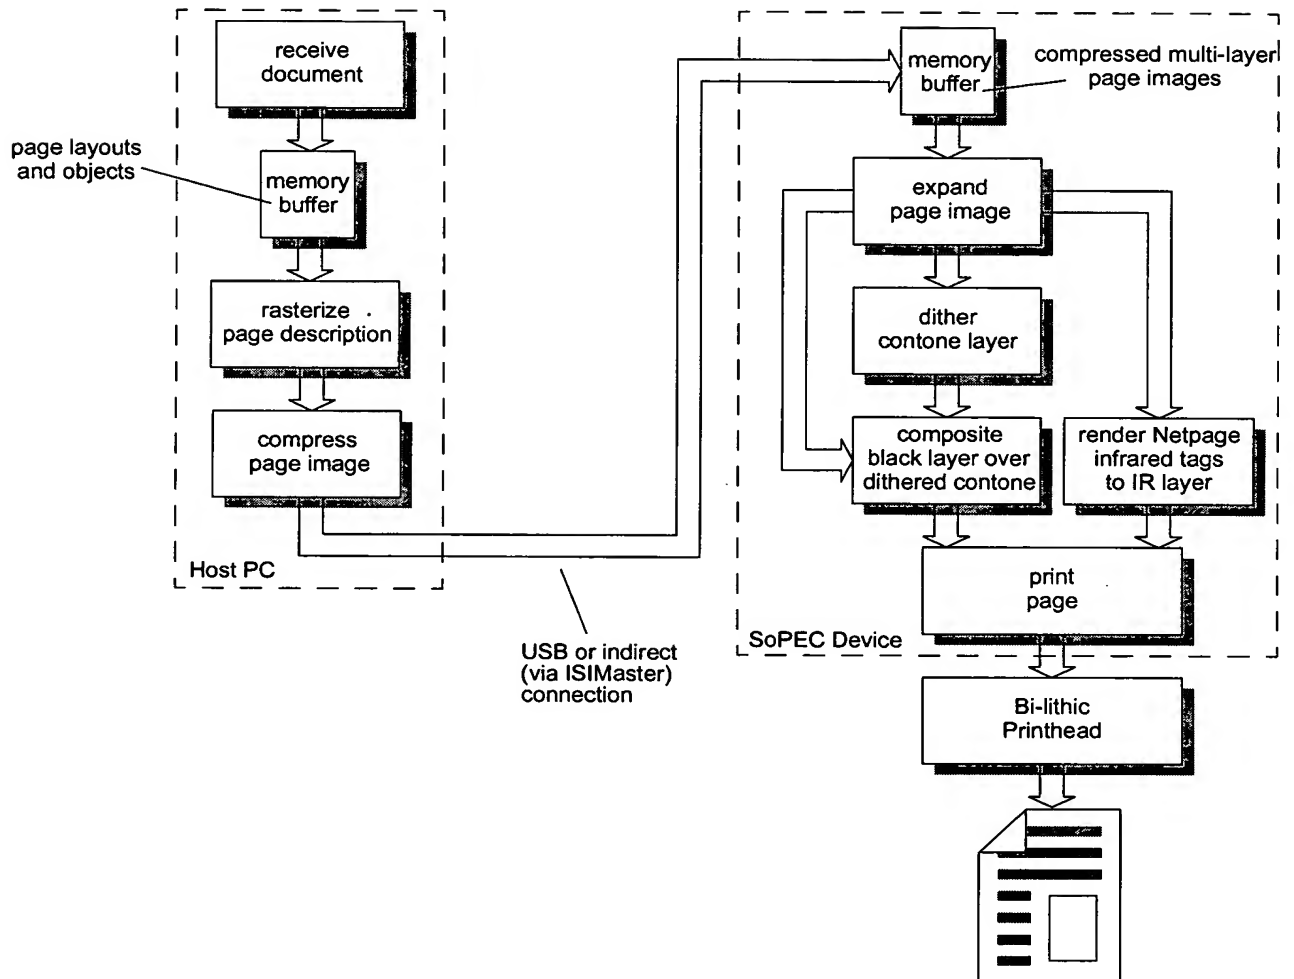 receive
document
page layouts
and objects
memory
buffer
rasterize
page description
compress
page image
Host PC
USB or indirect
(via ISIMaster)
connection
memory
buffer
compressed multi-layer
page images
expand
page image
dither
contone layer
composite
black layer over
dithered contone
render Netpage
infrared tags
to IR layer
print
page
SoPEC Device
Bi-lithic
Printhead